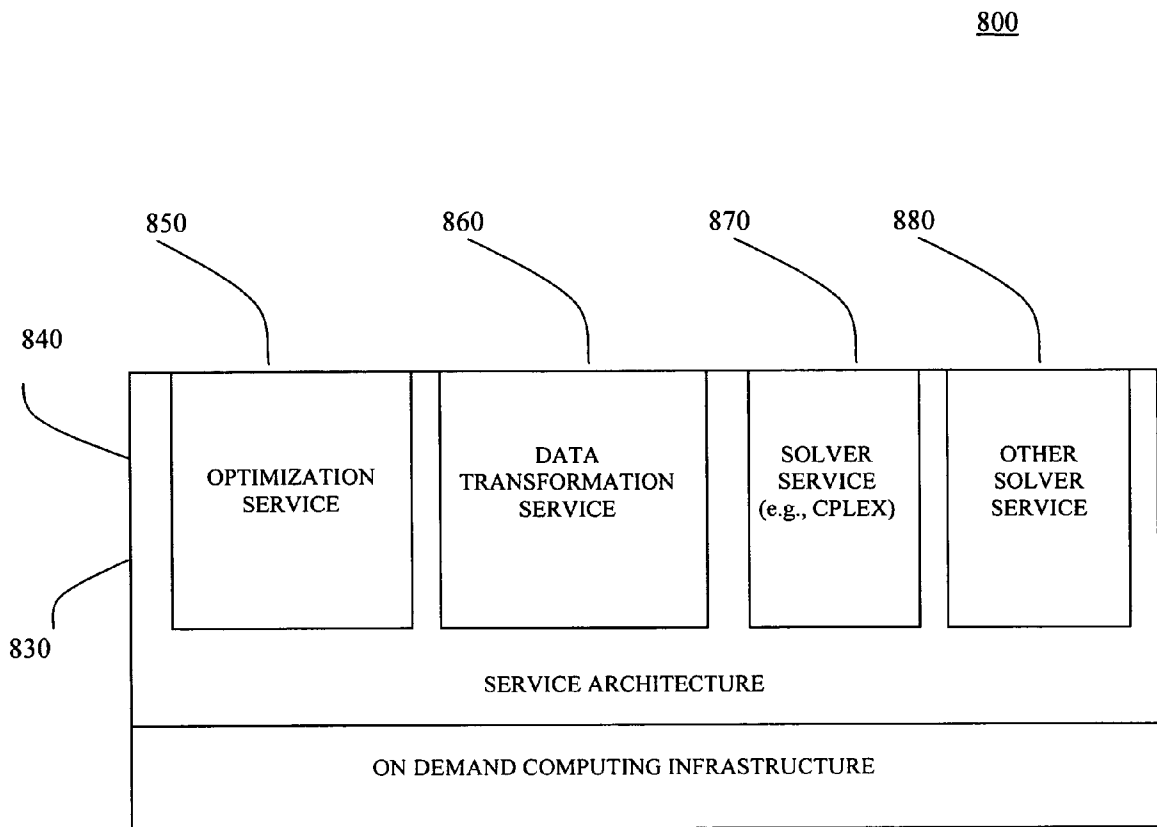 800
850
860
870
880
840
OPTIMIZATION
SERVICE
DATA
TRANSFORMATION
SERVICE
SOLVER
SERVICE
(e.g., CPLEX)
OTHER
SOLVER
SERVICE
830
SERVICE ARCHITECTURE
ON DEMAND COMPUTING INFRASTRUCTURE